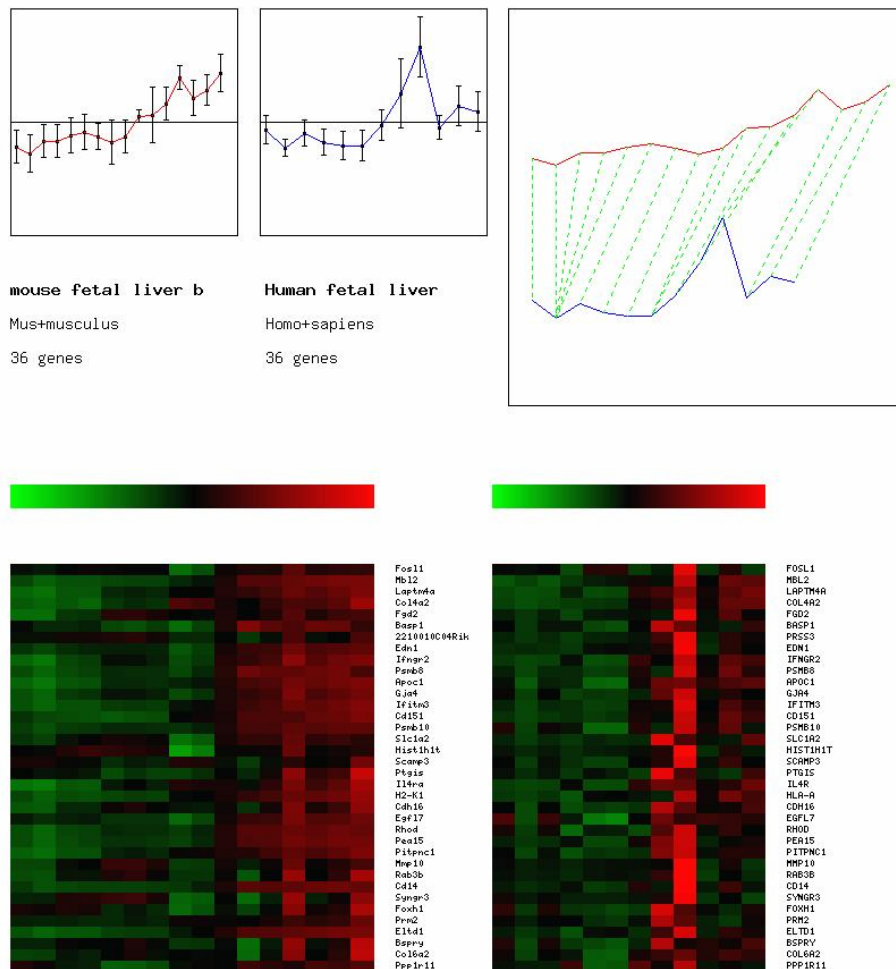 mouse fetal liver b
Mus+musculus
36 genes
Human fetal liver
Homo+sapiens
36 genes
Fosl1
Mbl2
Laptm4a
Col4a2
Fgd2
Basp1
2210010C04Rik
Edn1
Ifngr2
Psmb8
Apoc1
Gja4
Ifitm3
Cd151
Psmb10
Slc1a2
Hist1h1t
Scamp3
Ptgis
Il4ra
H2-K1
Cdh16
Egfl7
Rhod
Pea15
Pitpnc1
Mmp10
Rab3b
Cd14
Syngr3
Foxh1
Prm2
Eltd1
Bspry
Col6a2
Ppp1r11
FOSL1
MBL2
LAPTM4A
COL4A2
FGD2
BASP1
PRSS3
EDN1
IFNGR2
PSMB8
APOC1
GJA4
IFITM3
CD151
PSMB10
SLC1A2
HIST1H1T
SCAMP3
PTGIS
IL4R
HLA-A
CDH16
EGFL7
RHOD
PEA15
PITPNC1
MMP10
RAB3B
CD14
SYNGR3
FOXH1
PRM2
ELTD1
BSPRY
COL6A2
PPP1R11